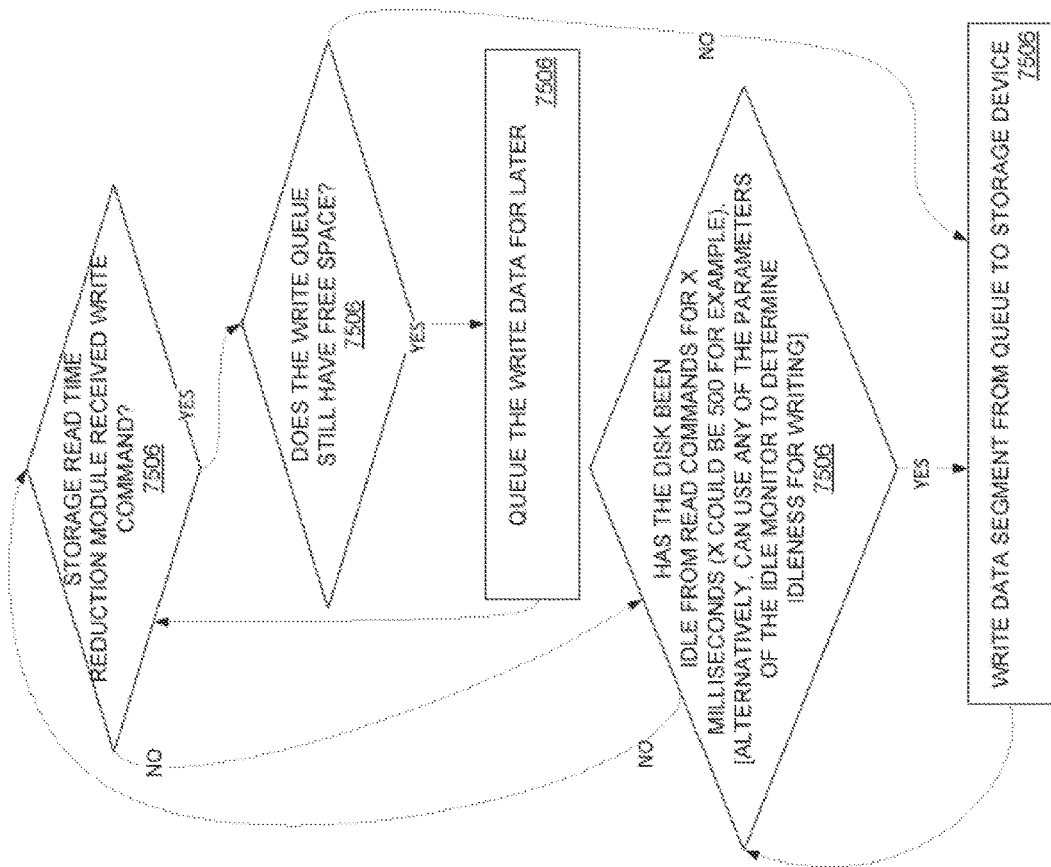 STORAGE READ TIME
REDUCTION MODULE RECEIVED WRITE
COMMAND?
7506
YES
NO
DOES THE WRITE QUEUE
STILL HAVE FREE SPACE?
7506
YES
NO
QUEUE THE WRITE DATA FOR LATER
7506
HAS THE DISK BEEN
IDLE FROM READ COMMANDS FOR X
MILLISECONDS (X COULD BE 500 FOR EXAMPLE).
[ALTERNATIVELY, CAN USE ANY OF THE PARAMETERS
OF THE IDLE MONITOR TO DETERMINE
IDLENESS FOR WRITING]
7506
NO
YES
WRITE DATA SEGMENT FROM QUEUE TO STORAGE DEVICE
7506